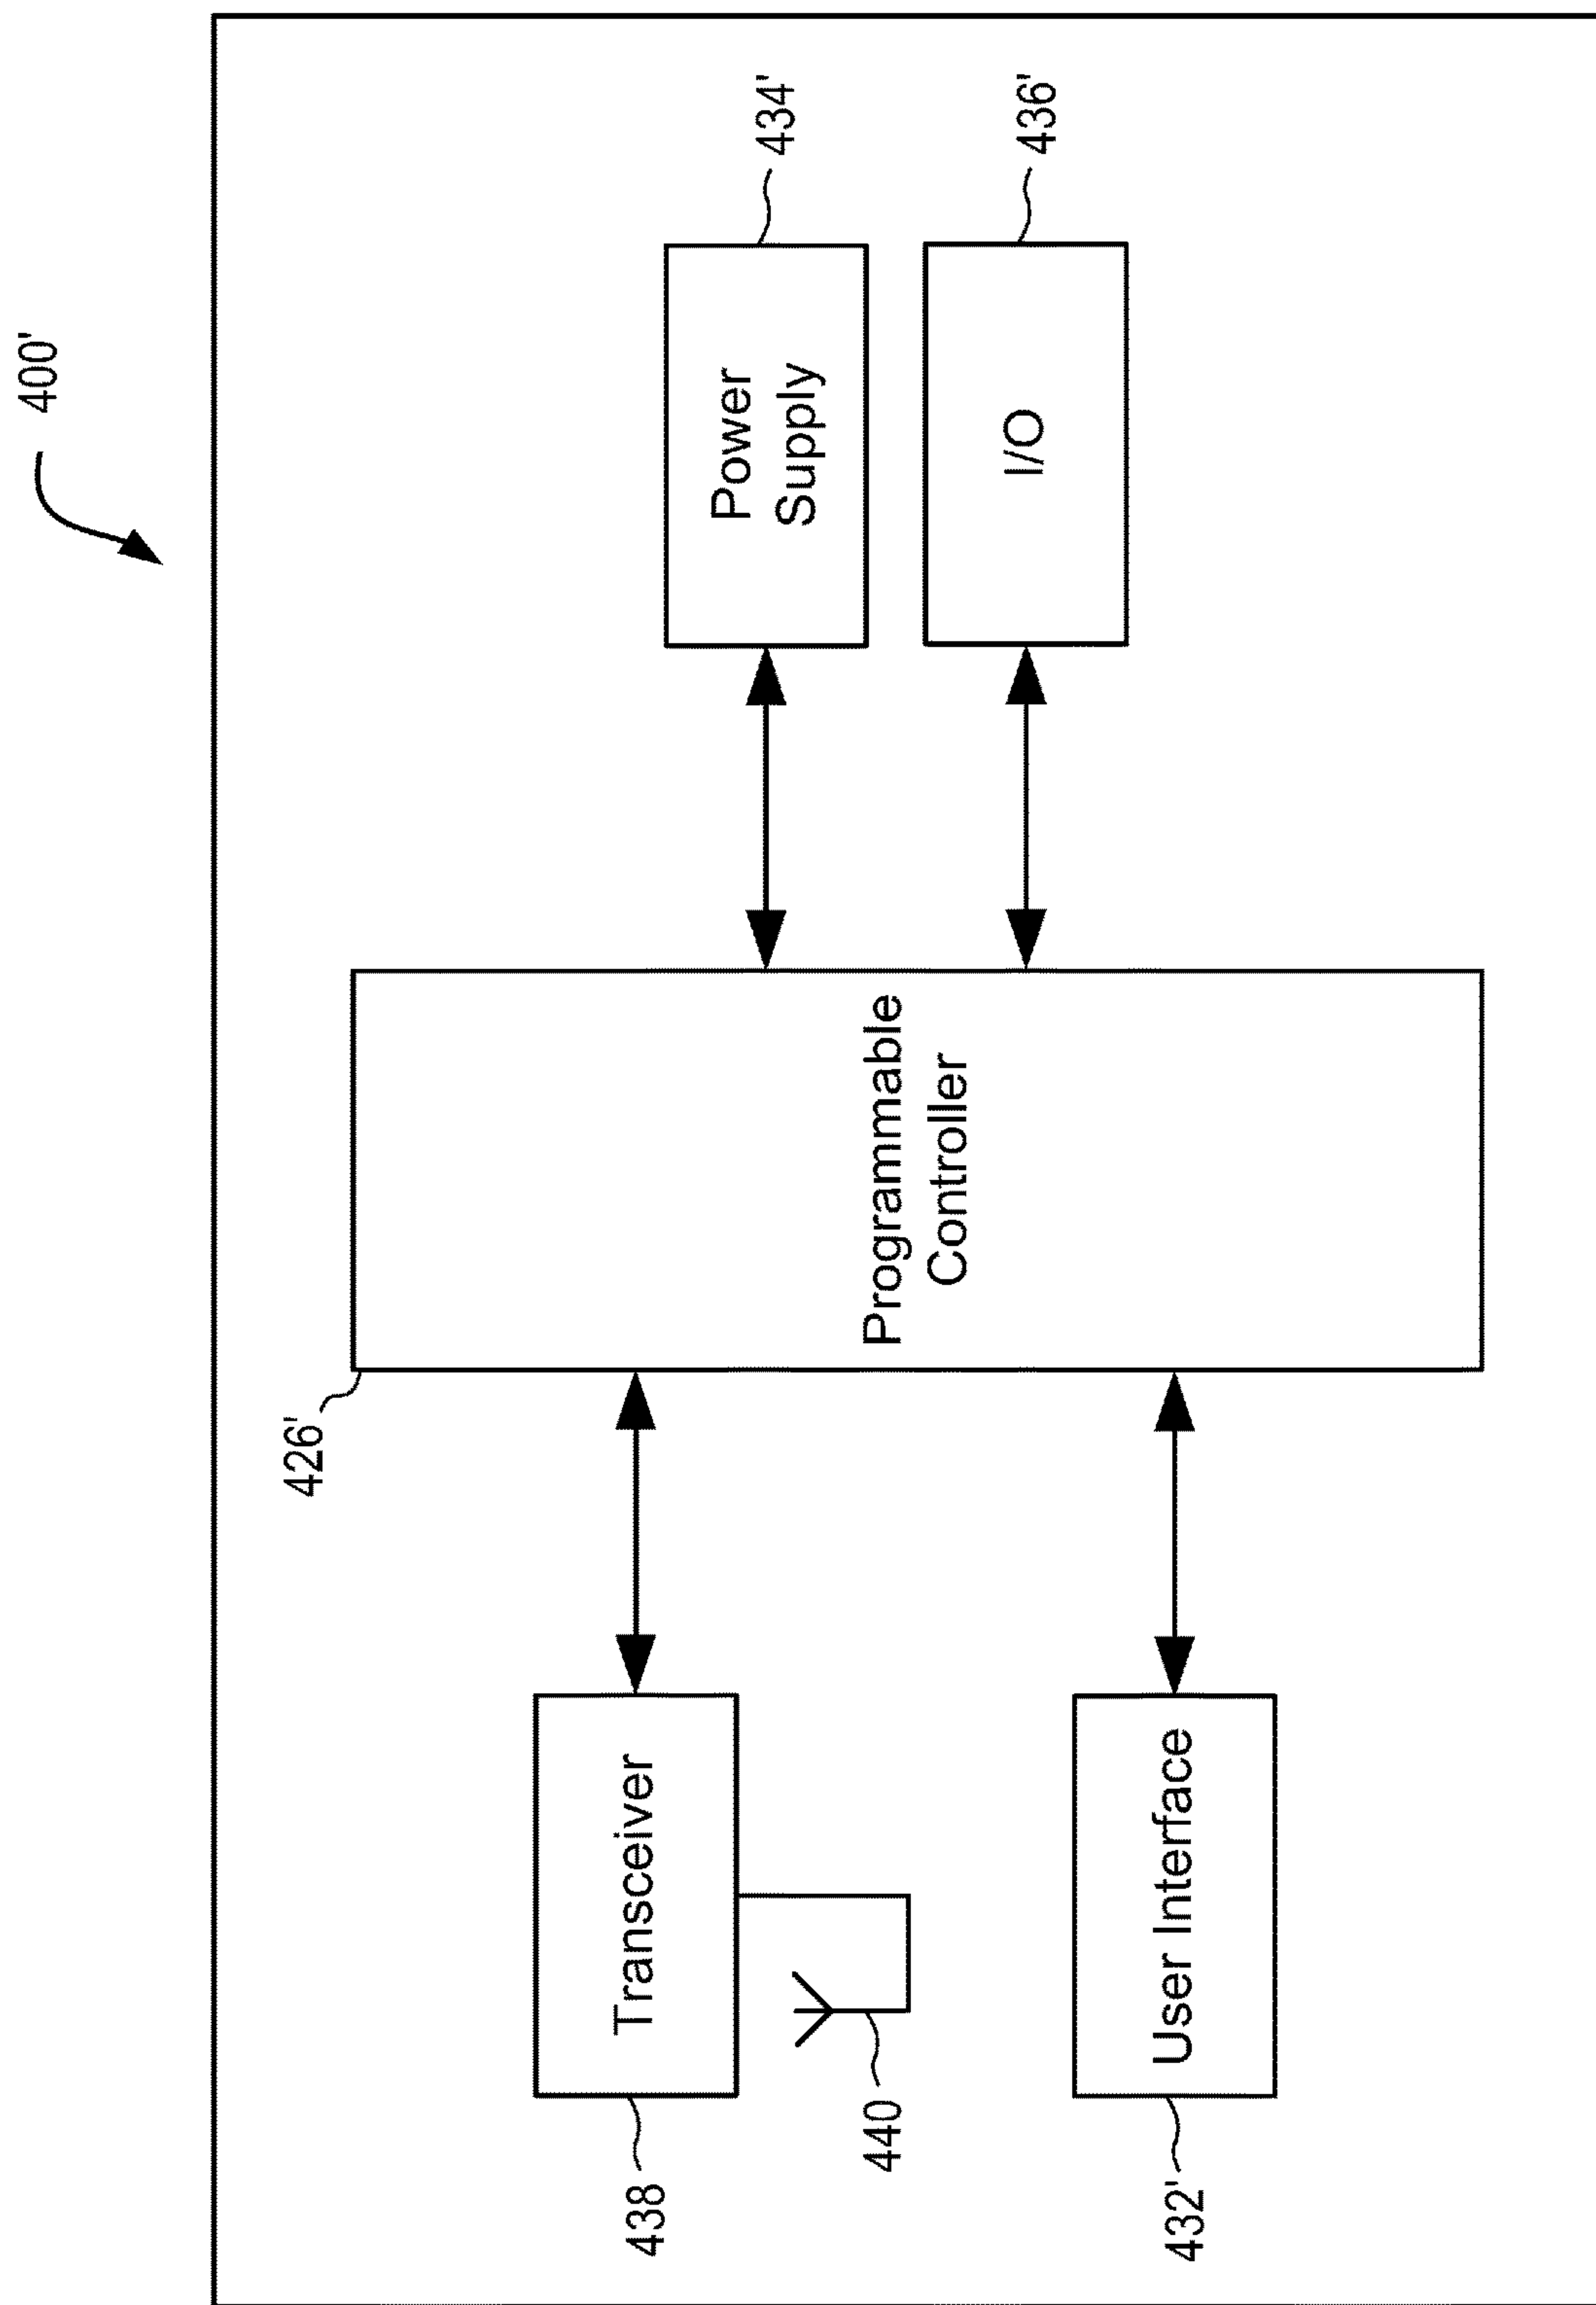 400'
426'
438
Transceiver
440
432'
User Interface
Programmable
Controller
Power
Supply
434'
I/O
436'